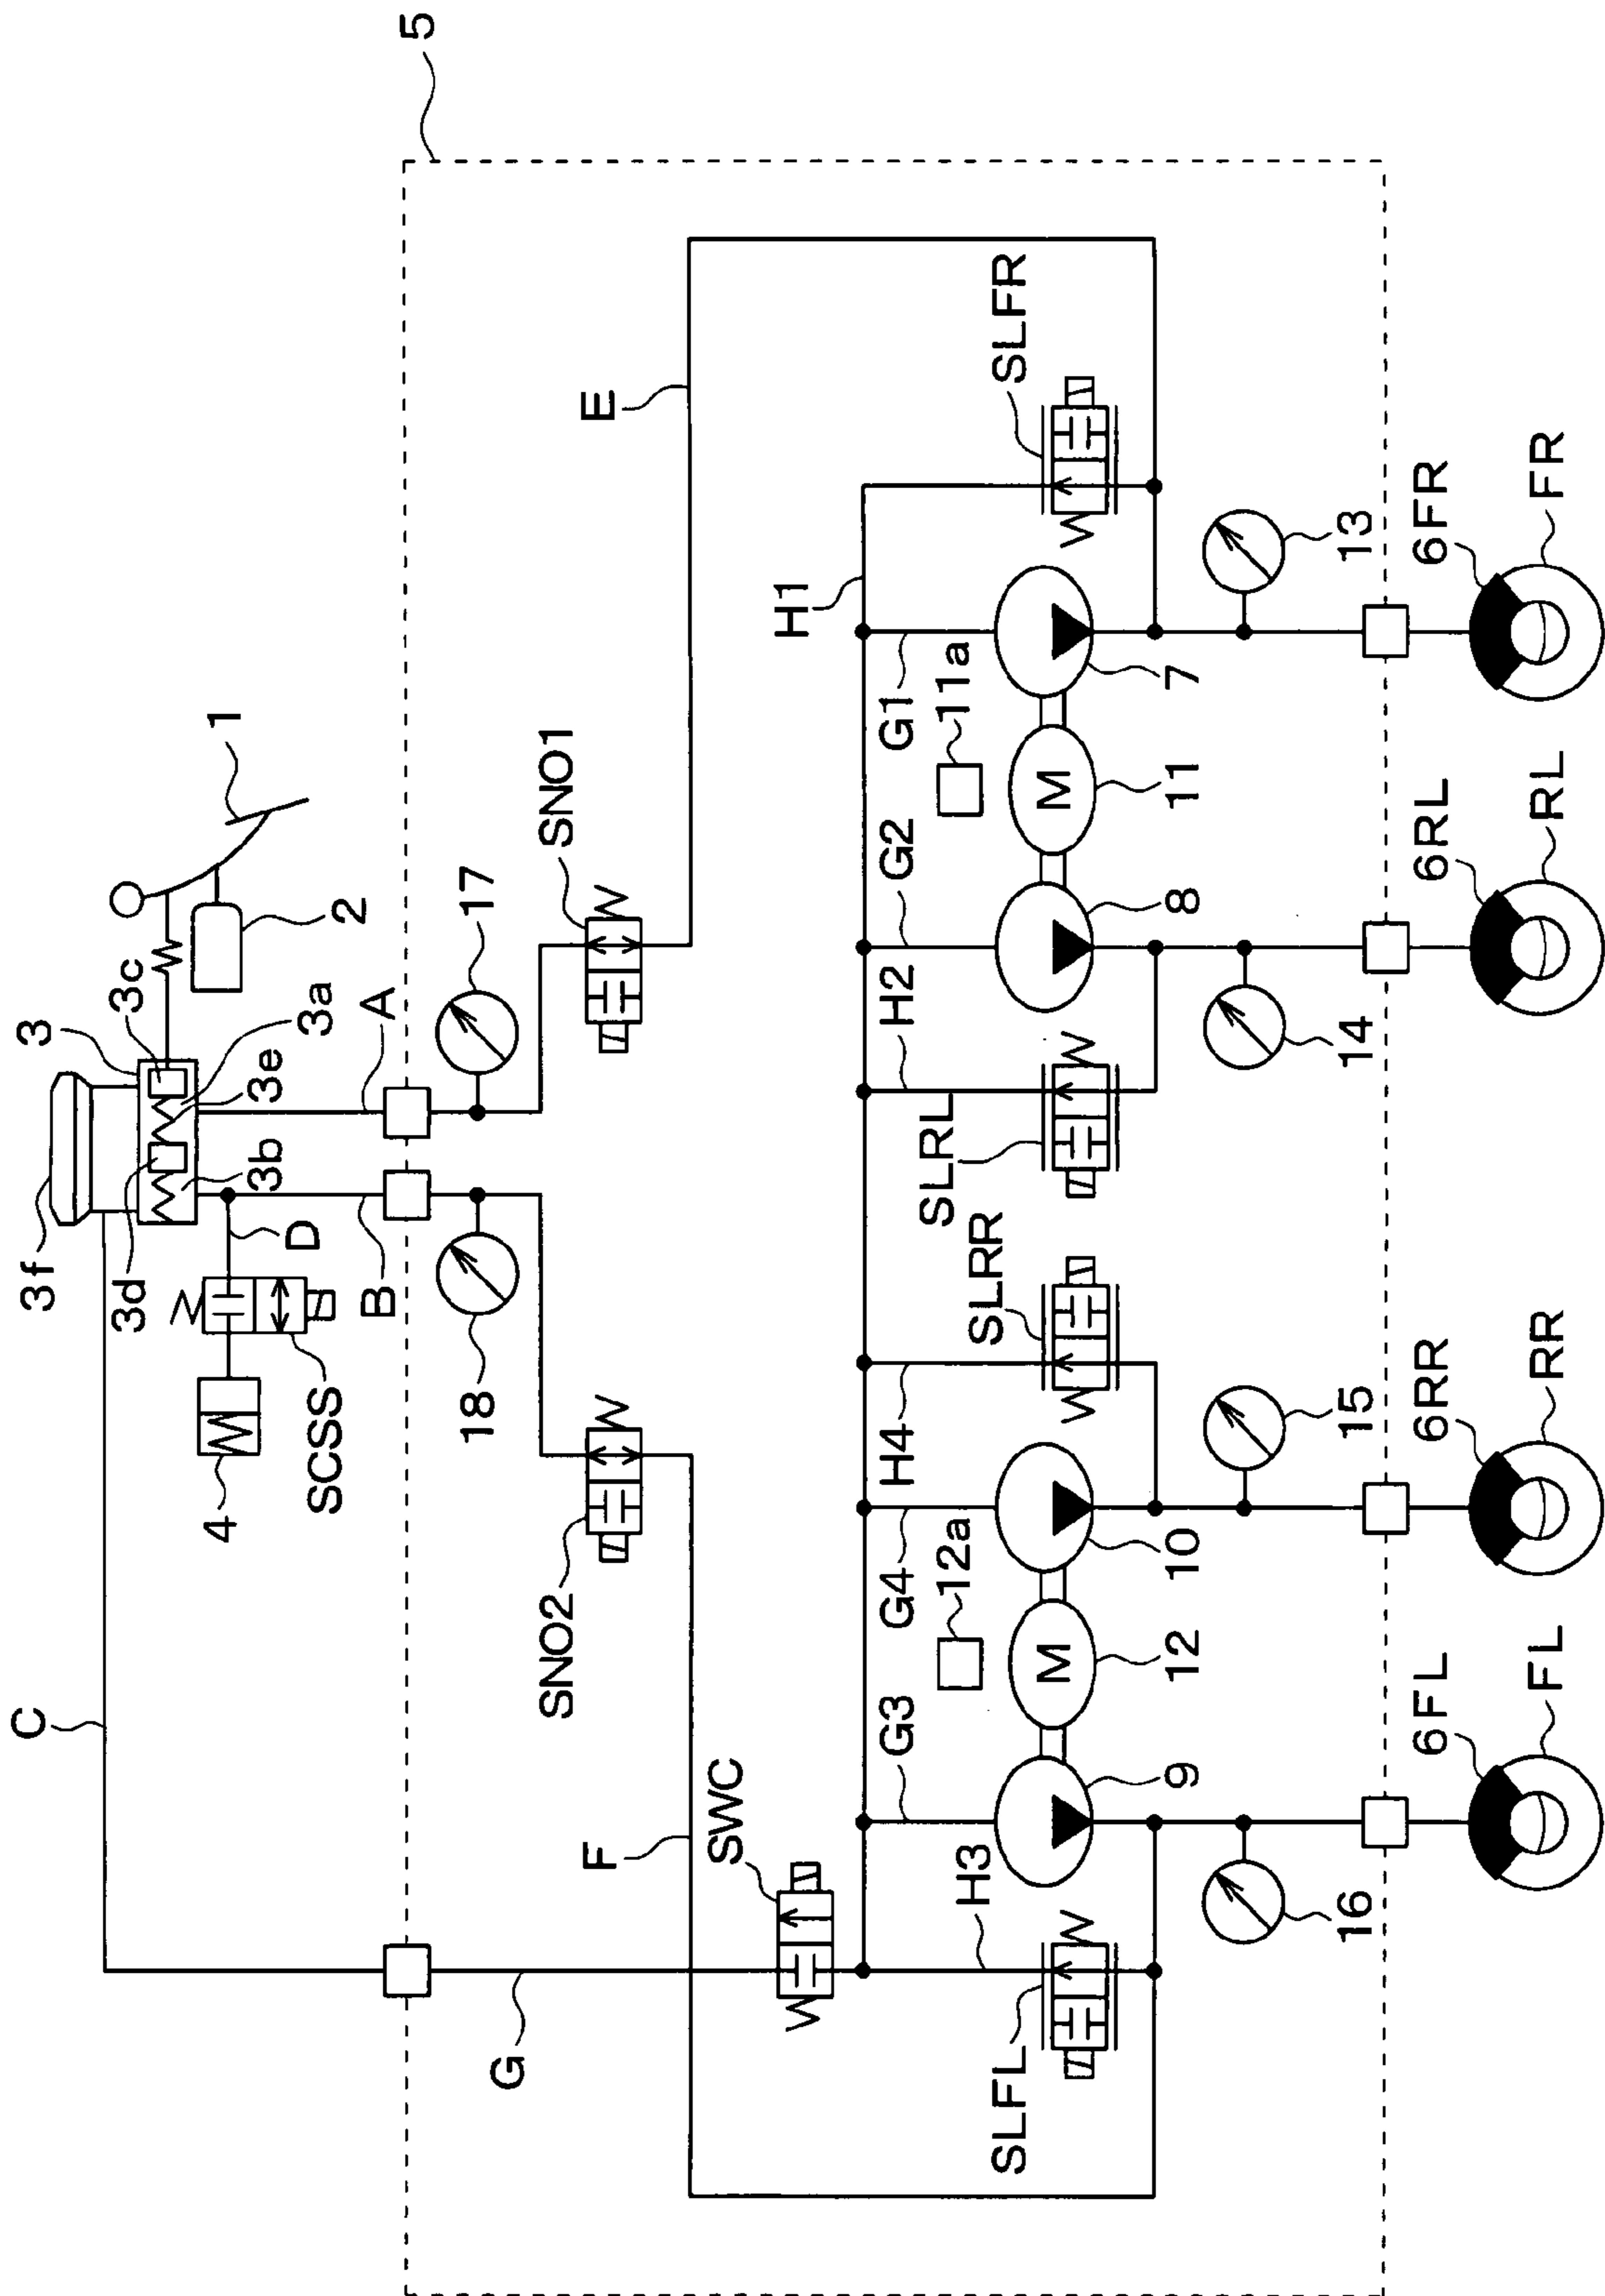 5
1
2
3
3c
3a
3e
3b
3d
3f
A
B
C
D
4
SCSS
17
18
SNO1
SNO2
E
F
G
SWC
H1
G1
11a
G2
H2
SLFR
SLRL
SLRR
H4
G4
12a
G3
H3
SLFL
7
M
11
8
10
M
12
9
13
14
15
16
6FR
FR
6RL
RL
6RR
RR
6FL
FL